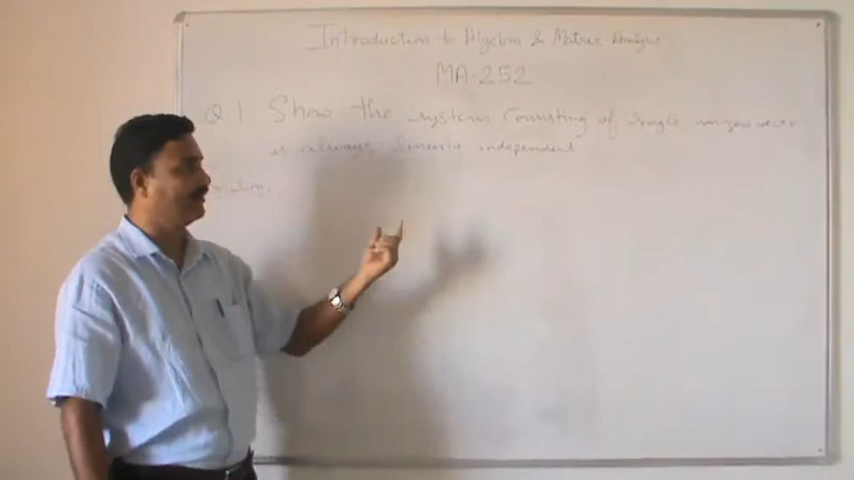 Introduction to Algebra & Matrix Analysis
MA-252
Q.1 Show the systems Consisting of Single non-zero vector
is always linearly independent